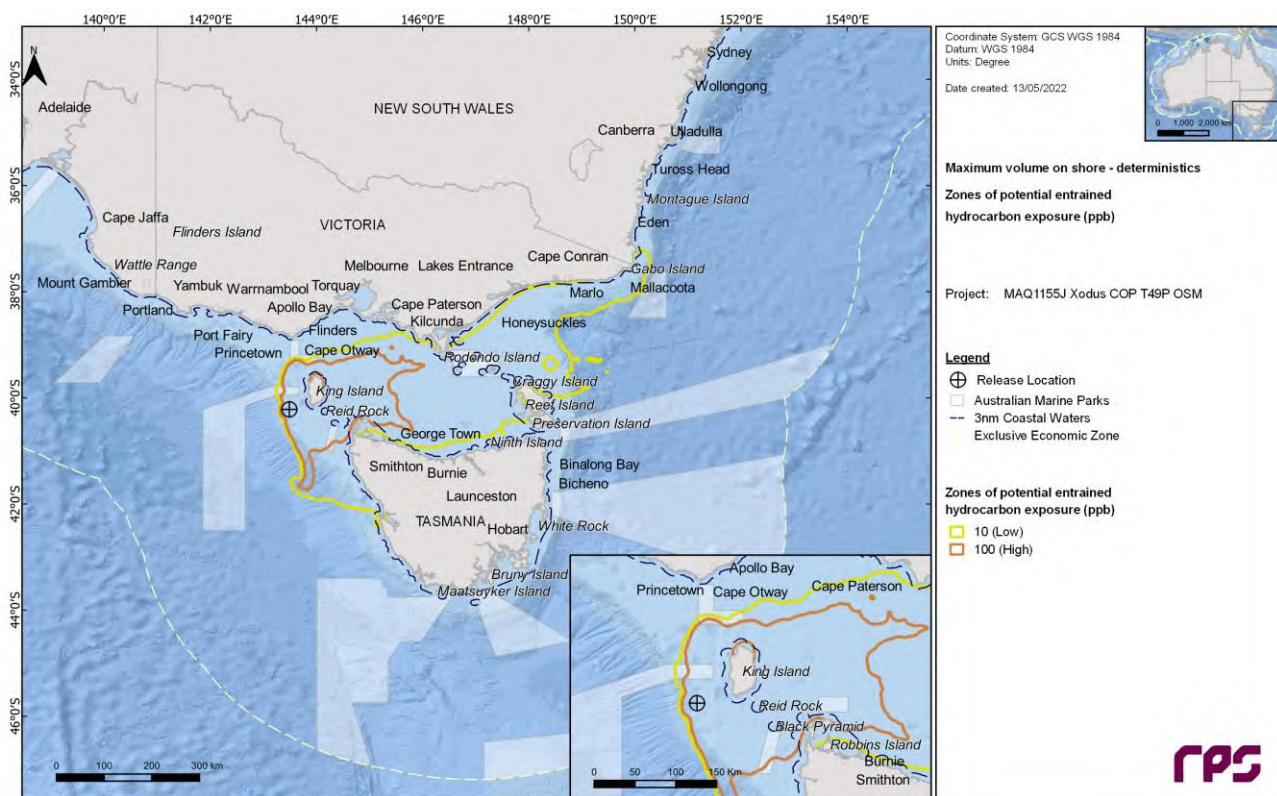 140°0'E 142°0'E 144°0'E 146°0'E 148°0'E 150°0'E 152°0'E 154°0'E
N
34°0'S
36°0'S
38°0'S
40°0'S
42°0'S
44°0'S
46°0'S
Sydney
Wollongong
Adelaide
NEW SOUTH WALES
Canberra
Ulladulla
Tuross Head
Montague Island
Cape Jaffa
Flinders Island
VICTORIA
Eden
Wattle Range
Melbourne
Lakes Entrance
Cape Conran
Gabo Island
Mount Gambier
Yambuk
Warrnambool
Torquay
Marlo
Mallacoota
Portland
Apollo Bay
Cape Paterson
Kilcunda
Honeysuckles
Port Fairy
Flinders
Princetown
Cape Otway
Rodondo Island
King Island
Craggy Island
Reid Rock
Reef Island
Preservation Island
George Town
Ninth Island
Smithton
Burnie
Binalong Bay
Bicheno
Launceston
TASMANIA
Hobart
White Rock
Bruny Island
Maatsuyker Island
0 100 200 300 km
Apollo Bay
Princetown
Cape Otway
Cape Paterson
King Island
Reid Rock
Black Pyramid
Robbins Island
Burnie
Smithton
0 50 100 150 Km
Coordinate System: GCS WGS 1984
Datum: WGS 1984
Units: Degree
Date created: 13/05/2022
0 1,000 2,000 km
Maximum volume on shore - deterministics
Zones of potential entrained
hydrocarbon exposure (ppb)
Project: MAQ1155J Xodus COP T49P OSM
Legend
Release Location
Australian Marine Parks
3nm Coastal Waters
Exclusive Economic Zone
Zones of potential entrained
hydrocarbon exposure (ppb)
10 (Low)
100 (High)
rps